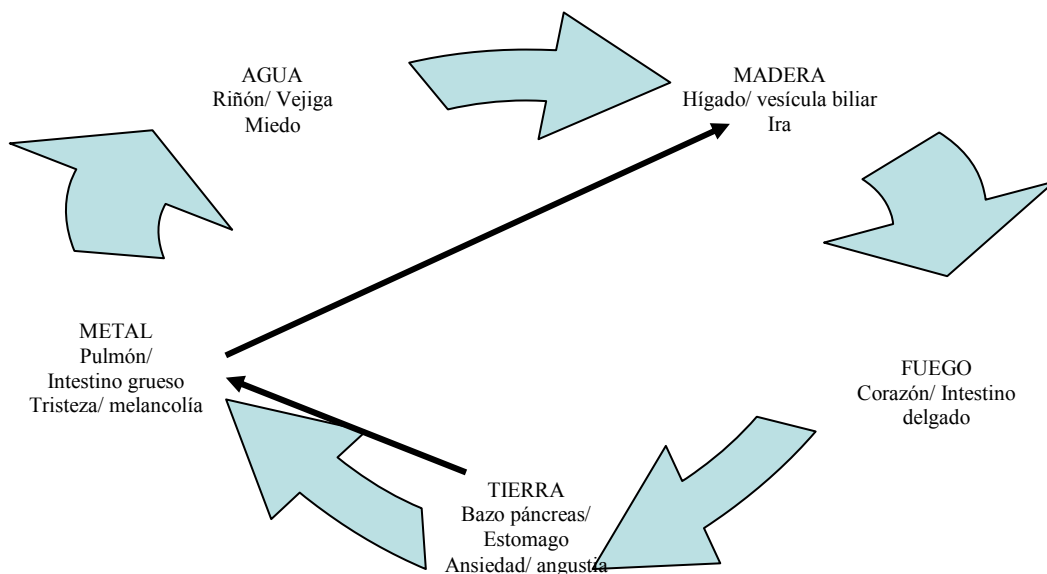 AGUA
Riñón/ Vejiga
Miedo
MADERA
Hígado/ vesícula biliar
Ira
METAL
Pulmón/
Intestino grueso
Tristeza/ melancolía
FUEGO
Corazón/ Intestino
delgado
TIERRA
Bazo páncreas/
Estomago
Ansiedad/ angustia